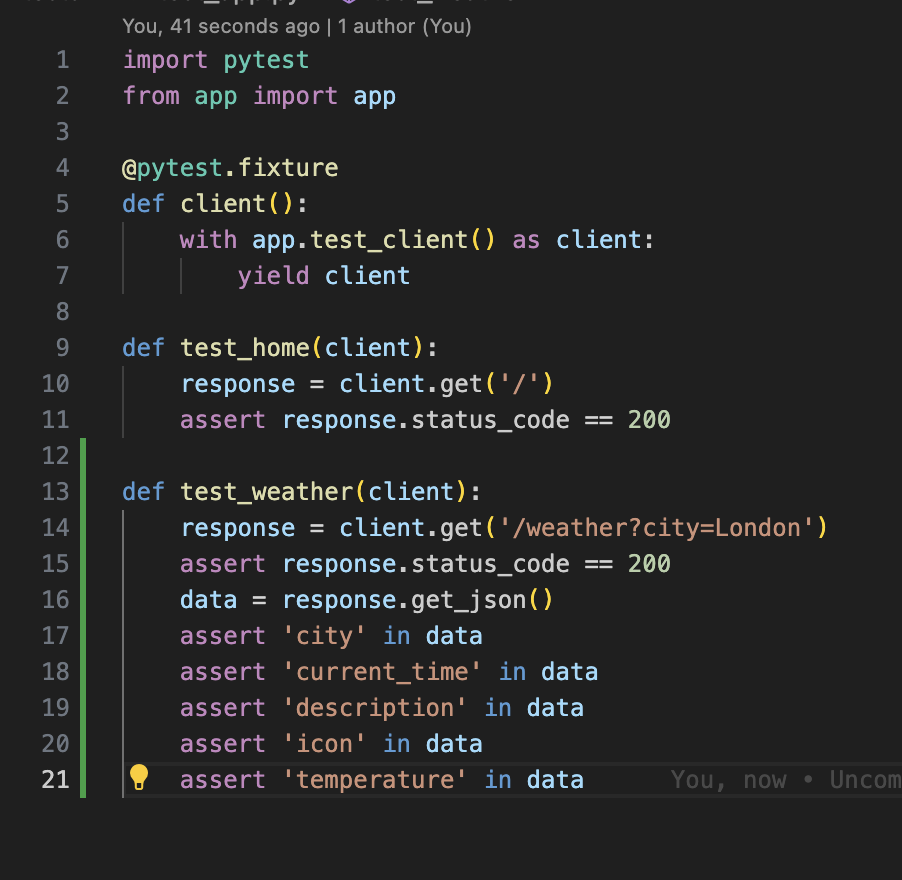 You, 41 seconds ago | 1 author (You)
1 import pytest
2 from app import app
3
4 @pytest.fixture
5 def client():
6     with app.test_client() as client:
7         yield client
8
9 def test_home(client):
10     response = client.get('/')
11     assert response.status_code == 200
12
13 def test_weather(client):
14     response = client.get('/weather?city=London')
15     assert response.status_code == 200
16     data = response.get_json()
17     assert 'city' in data
18     assert 'current_time' in data
19     assert 'description' in data
20     assert 'icon' in data
21     assert 'temperature' in data You, now • Uncom